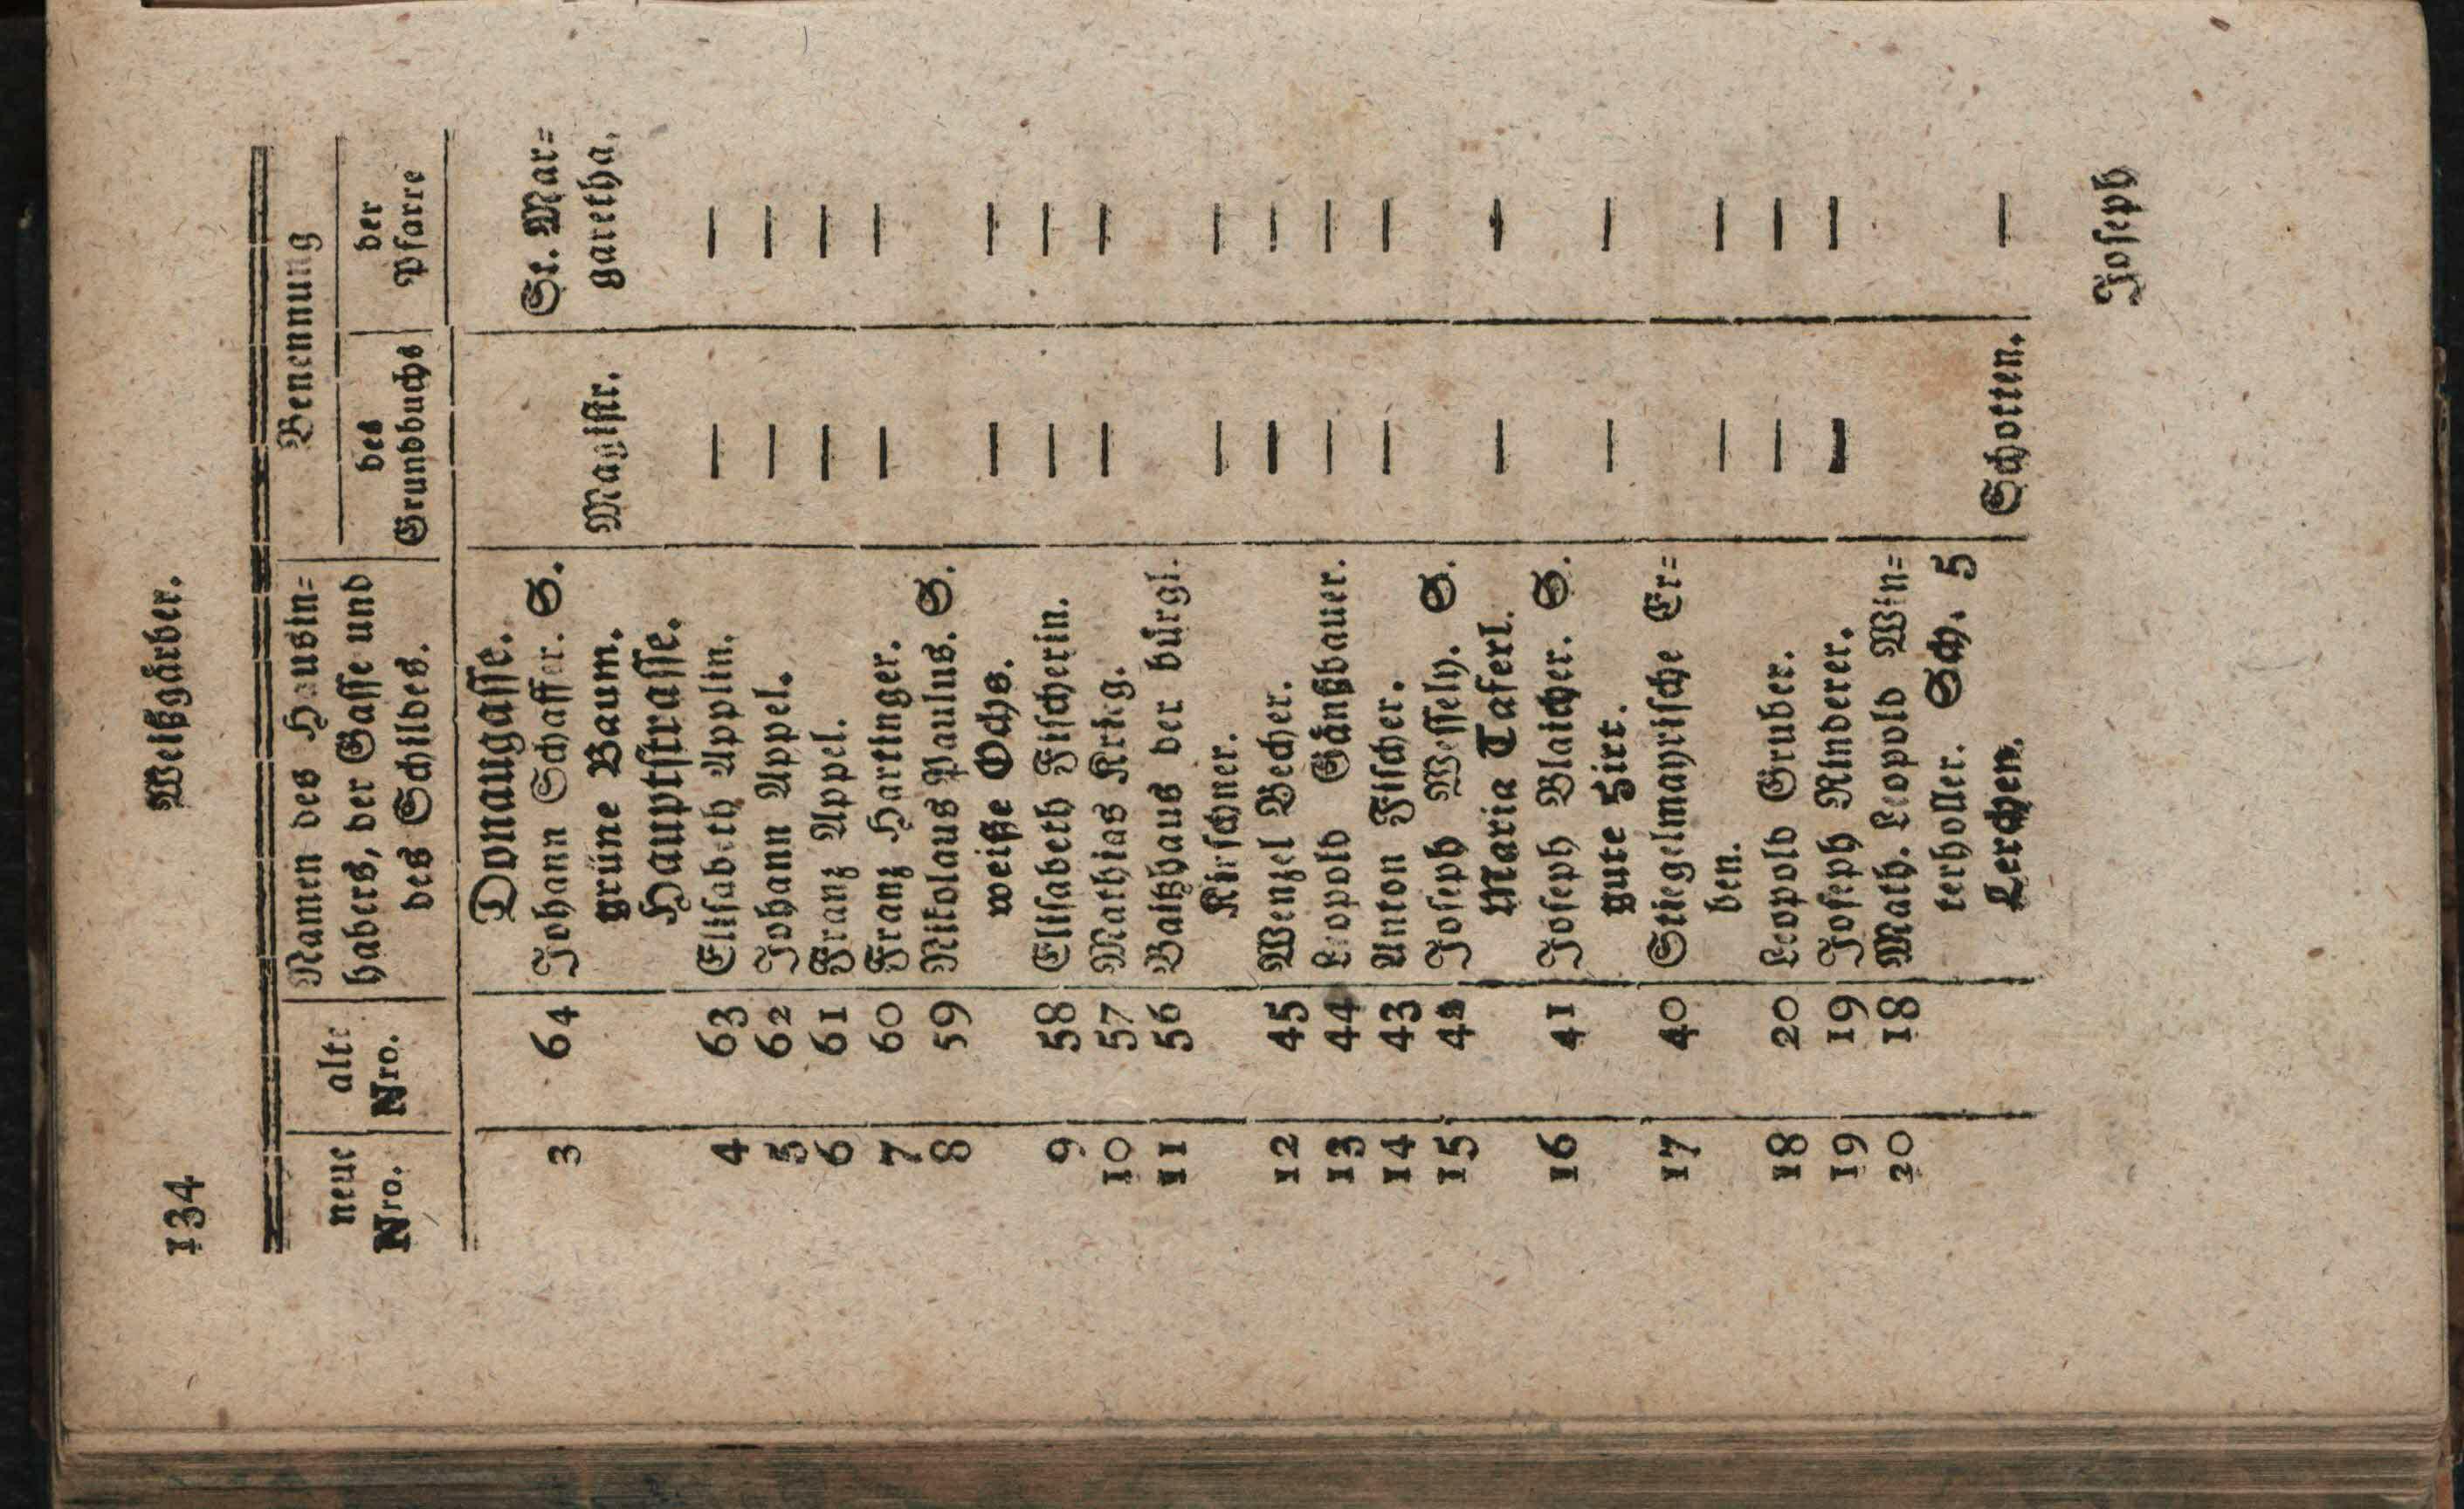 134 Weißgärber.
neue Nro. | alte Nro. | Namen des Hausin= | Benennung
habers, der Gasse und | des Grundbuchs | der Pfarre
des Schildes.
Donaugasse.
3 | 64 | Johann Schaffer. S. | | St. Mar=
grüne Baum. | Magistr. | garetha.
Hauptstrasse.
4 | 63 | Elisabeth Applin. | — | —
5 | 62 | Johann Appel. | — | —
6 | 61 | Franz Appel. | — | —
7 | 60 | Franz Hartinger. | — | —
8 | 59 | Nikolaus Paulus. S.
weiße Ochs. | — | —
9 | 58 | Elisabeth Fischerin. | — | —
10 | 57 | Mathias Krieg. | — | —
11 | 56 | Baitzhaus der bürgl.
Kürschner. | — | —
12 | 45 | Wenzel Becher. | — | —
13 | 44 | Leopold Gänßbauer. | — | —
14 | 43 | Anton Fischer. | — | —
15 | 42 | Joseph Wessely. S.
Maria Taferl. | — | —
16 | 41 | Joseph Blaicher. S.
gute Hirt. | — | —
17 | 40 | Stiegelmayrische Er=
ben. | — | —
18 | 20 | Leopold Gruber. | — | —
19 | 19 | Joseph Rinderer. | — | —
20 | 18 | Math. Leopold Win=
terholler. Sch. 5
Lerchen. | Schotten. | —
Joseph